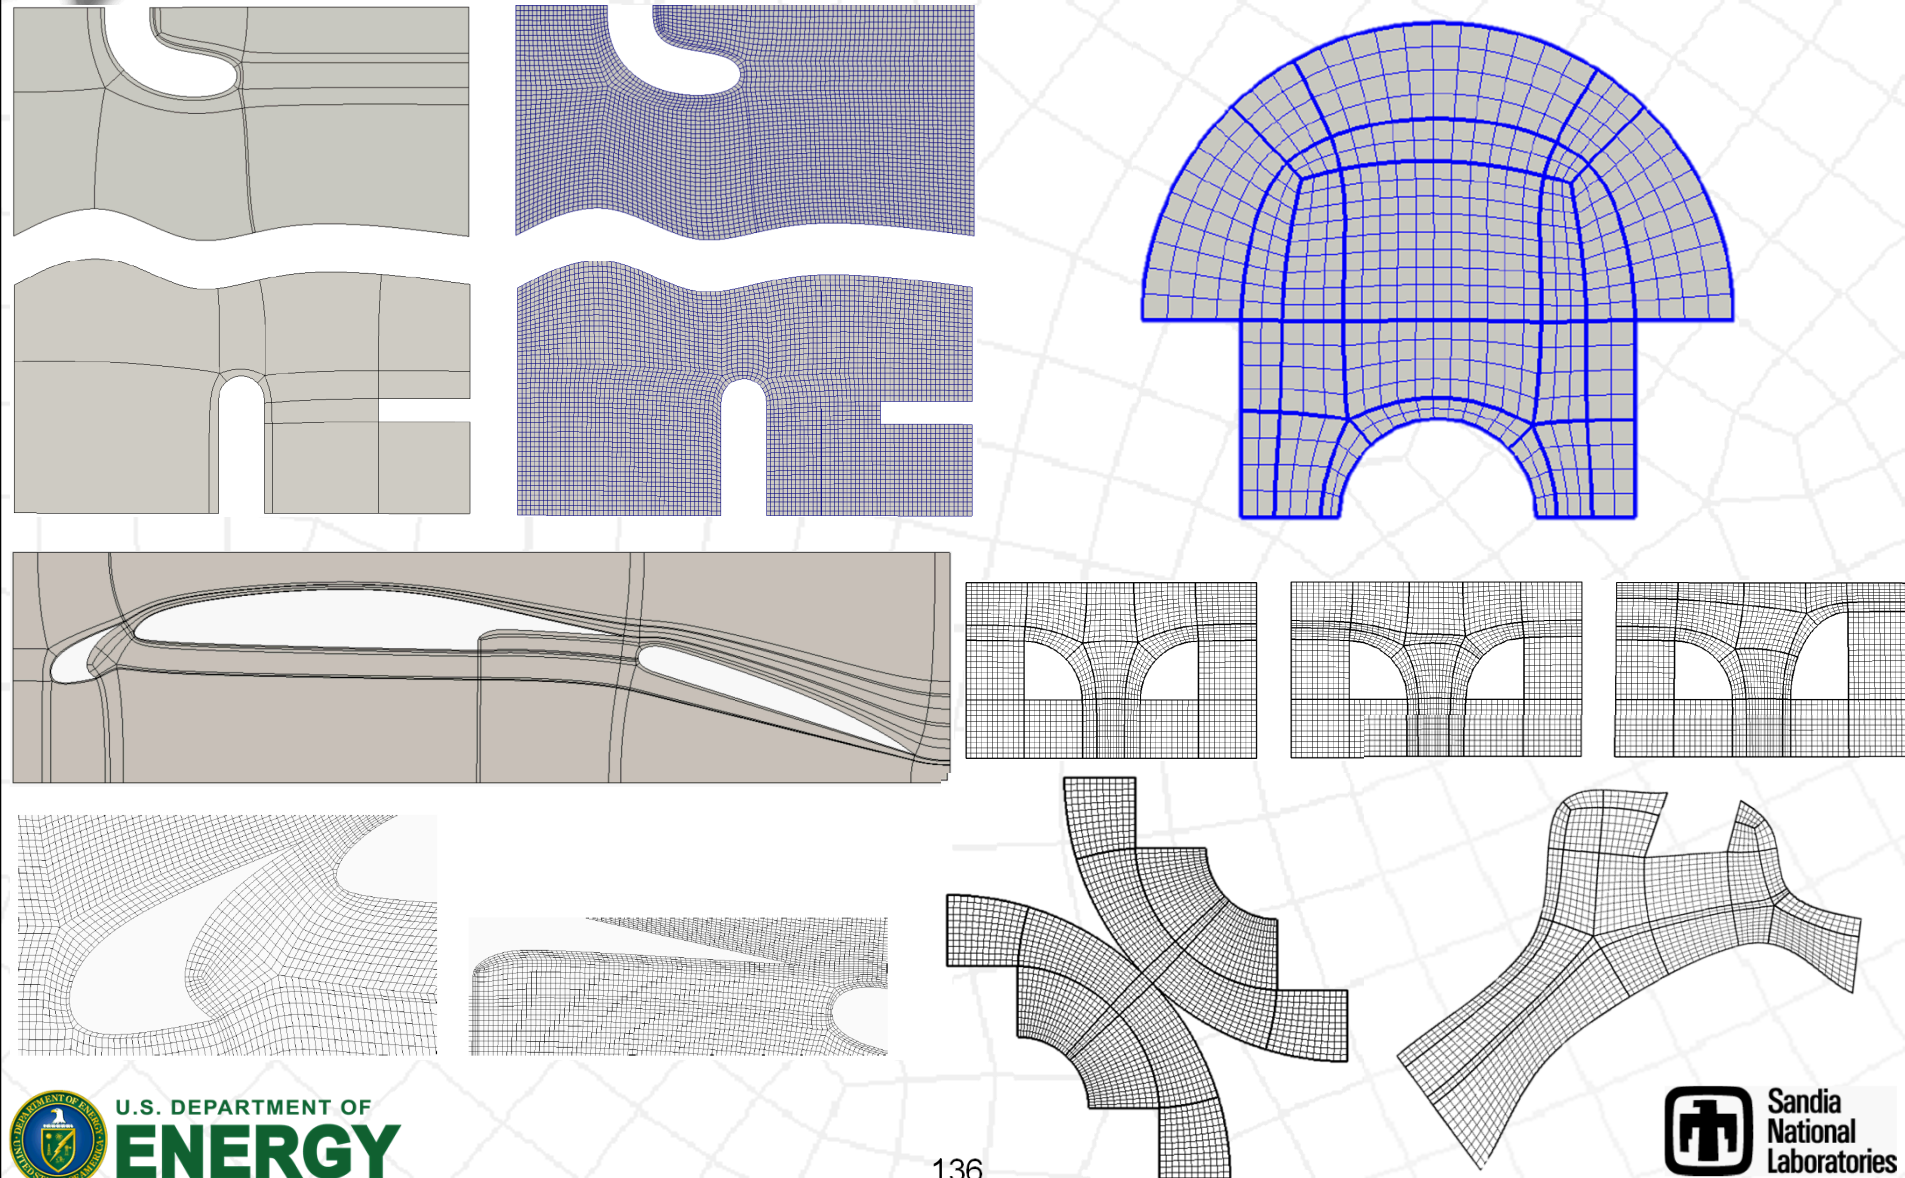 U.S. DEPARTMENT OF
ENERGY
136
Sandia
National
Laboratories